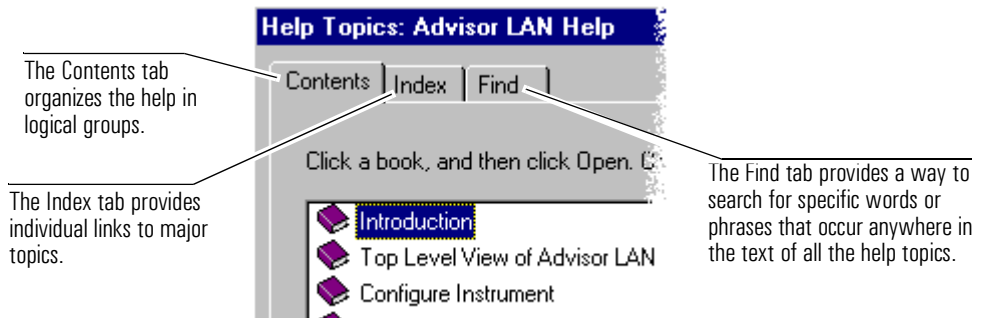 Help Topics: Advisor LAN Help
The Contents tab
organizes the help in
logical groups.
Contents
Index
Find
Click a book, and then click Open.
The Index tab provides
individual links to major
topics.
The Find tab provides a way to
search for specific words or
phrases that occur anywhere in
the text of all the help topics.
Introduction
Top Level View of Advisor LAN
Configure Instrument